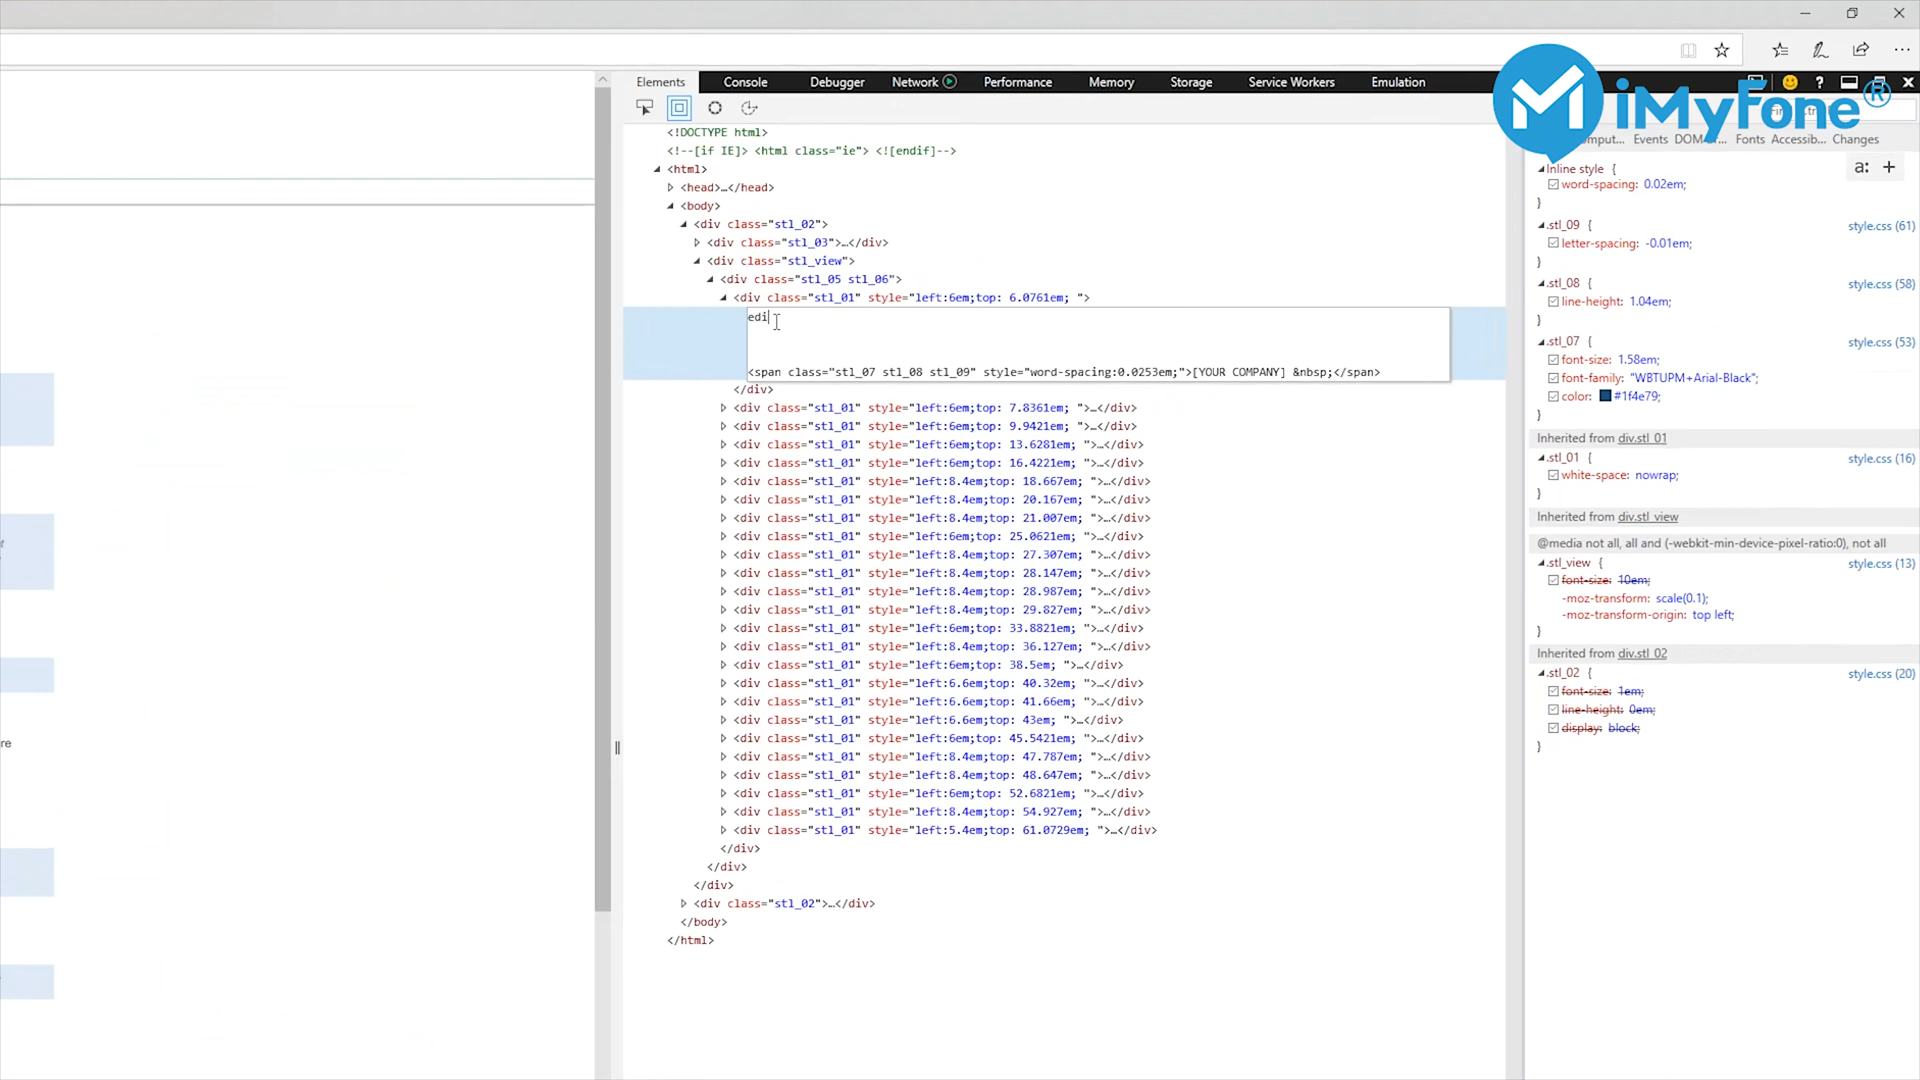 Elements Console Debugger Network Performance Memory Storage Service Workers Emulation
iMyFone®
<!DOCTYPE html>
<!--[if IE]> <html class="ie"> <![endif]-->
<html>
<head>…</head>
<body>
<div class="stl_02">
<div class="stl_03">…</div>
<div class="stl_view">
<div class="stl_05 stl_06">
<div class="stl_01" style="left:6em;top: 6.0761em; ">
edi
<span class="stl_07 stl_08 stl_09" style="word-spacing:0.0253em;">[YOUR COMPANY] &nbsp;</span>
</div>
<div class="stl_01" style="left:6em;top: 7.8361em; ">…</div>
<div class="stl_01" style="left:6em;top: 9.9421em; ">…</div>
<div class="stl_01" style="left:6em;top: 13.6281em; ">…</div>
<div class="stl_01" style="left:6em;top: 16.4221em; ">…</div>
<div class="stl_01" style="left:8.4em;top: 18.667em; ">…</div>
<div class="stl_01" style="left:8.4em;top: 20.167em; ">…</div>
<div class="stl_01" style="left:8.4em;top: 21.007em; ">…</div>
<div class="stl_01" style="left:6em;top: 25.0621em; ">…</div>
<div class="stl_01" style="left:8.4em;top: 27.307em; ">…</div>
<div class="stl_01" style="left:8.4em;top: 28.147em; ">…</div>
<div class="stl_01" style="left:8.4em;top: 28.987em; ">…</div>
<div class="stl_01" style="left:8.4em;top: 29.827em; ">…</div>
<div class="stl_01" style="left:6em;top: 33.8821em; ">…</div>
<div class="stl_01" style="left:8.4em;top: 36.127em; ">…</div>
<div class="stl_01" style="left:6em;top: 38.5em; ">…</div>
<div class="stl_01" style="left:6.6em;top: 40.32em; ">…</div>
<div class="stl_01" style="left:6.6em;top: 41.66em; ">…</div>
<div class="stl_01" style="left:6.6em;top: 43em; ">…</div>
<div class="stl_01" style="left:6em;top: 45.5421em; ">…</div>
<div class="stl_01" style="left:8.4em;top: 47.787em; ">…</div>
<div class="stl_01" style="left:8.4em;top: 48.647em; ">…</div>
<div class="stl_01" style="left:6em;top: 52.6821em; ">…</div>
<div class="stl_01" style="left:8.4em;top: 54.927em; ">…</div>
<div class="stl_01" style="left:5.4em;top: 61.0729em; ">…</div>
</div>
</div>
</div>
<div class="stl_02">…</div>
</body>
</html>
re
Events DOM Fonts Accessib... Changes
a: +
Inline style {
word-spacing: 0.02em;
}
.stl_09 { style.css (61)
letter-spacing: -0.01em;
}
.stl_08 { style.css (58)
line-height: 1.04em;
}
.stl_07 { style.css (53)
font-size: 1.58em;
font-family: "WBTUPM+Arial-Black";
color: #1f4e79;
}
Inherited from div.stl_01
.stl_01 { style.css (16)
white-space: nowrap;
}
Inherited from div.stl_view
@media not all, all and (-webkit-min-device-pixel-ratio:0), not all
.stl_view { style.css (13)
font-size: 10em;
-moz-transform: scale(0.1);
-moz-transform-origin: top left;
}
Inherited from div.stl_02
.stl_02 { style.css (20)
font-size: 1em;
line-height: 0em;
display: block;
}